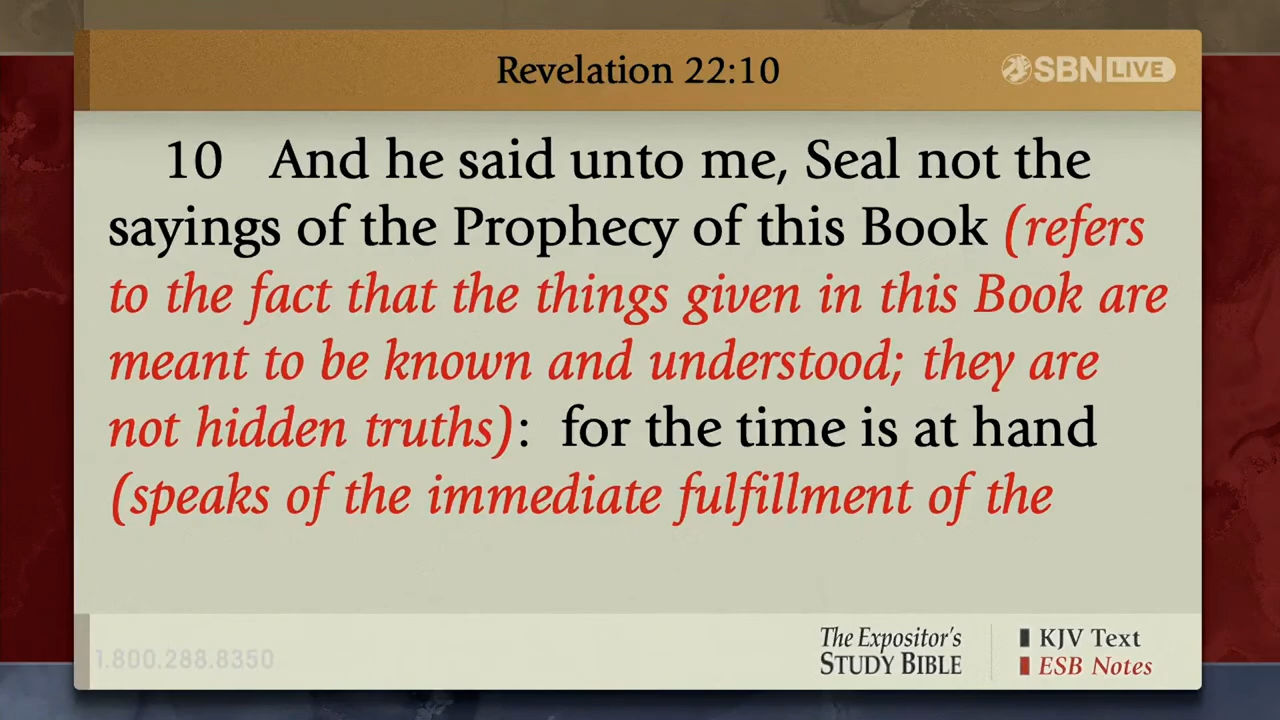 Revelation 22:10
SBN LIVE
10 And he said unto me, Seal not the
sayings of the Prophecy of this Book (refers
to the fact that the things given in this Book are
meant to be known and understood; they are
not hidden truths): for the time is at hand
(speaks of the immediate fulfillment of the
1.800.288.8350
The Expositor's
STUDY BIBLE
KJV Text
ESB Notes